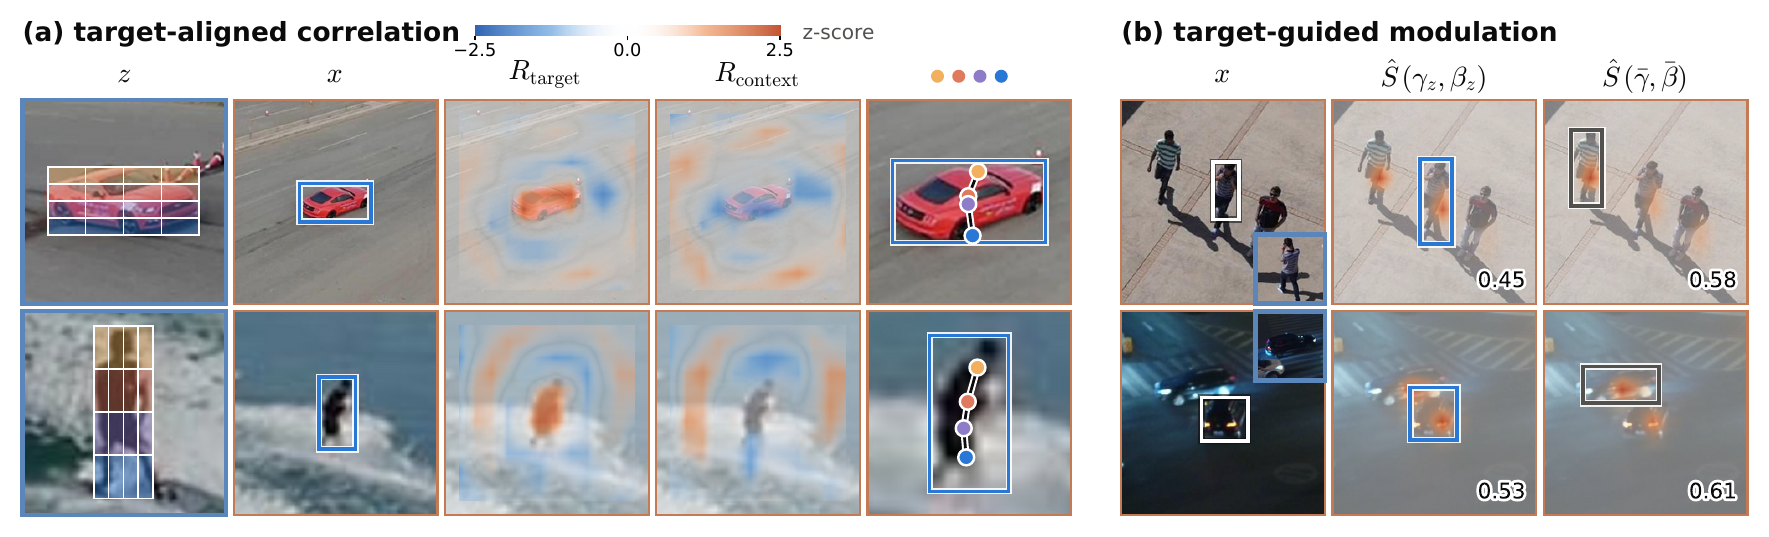 (a) target-aligned correlation
−2.5 0.0 2.5 z-score
z x R_target R_context
(b) target-guided modulation
x Ŝ(γ_z, β_z) Ŝ(γ̄, β̄)
0.45 0.58
0.53 0.61